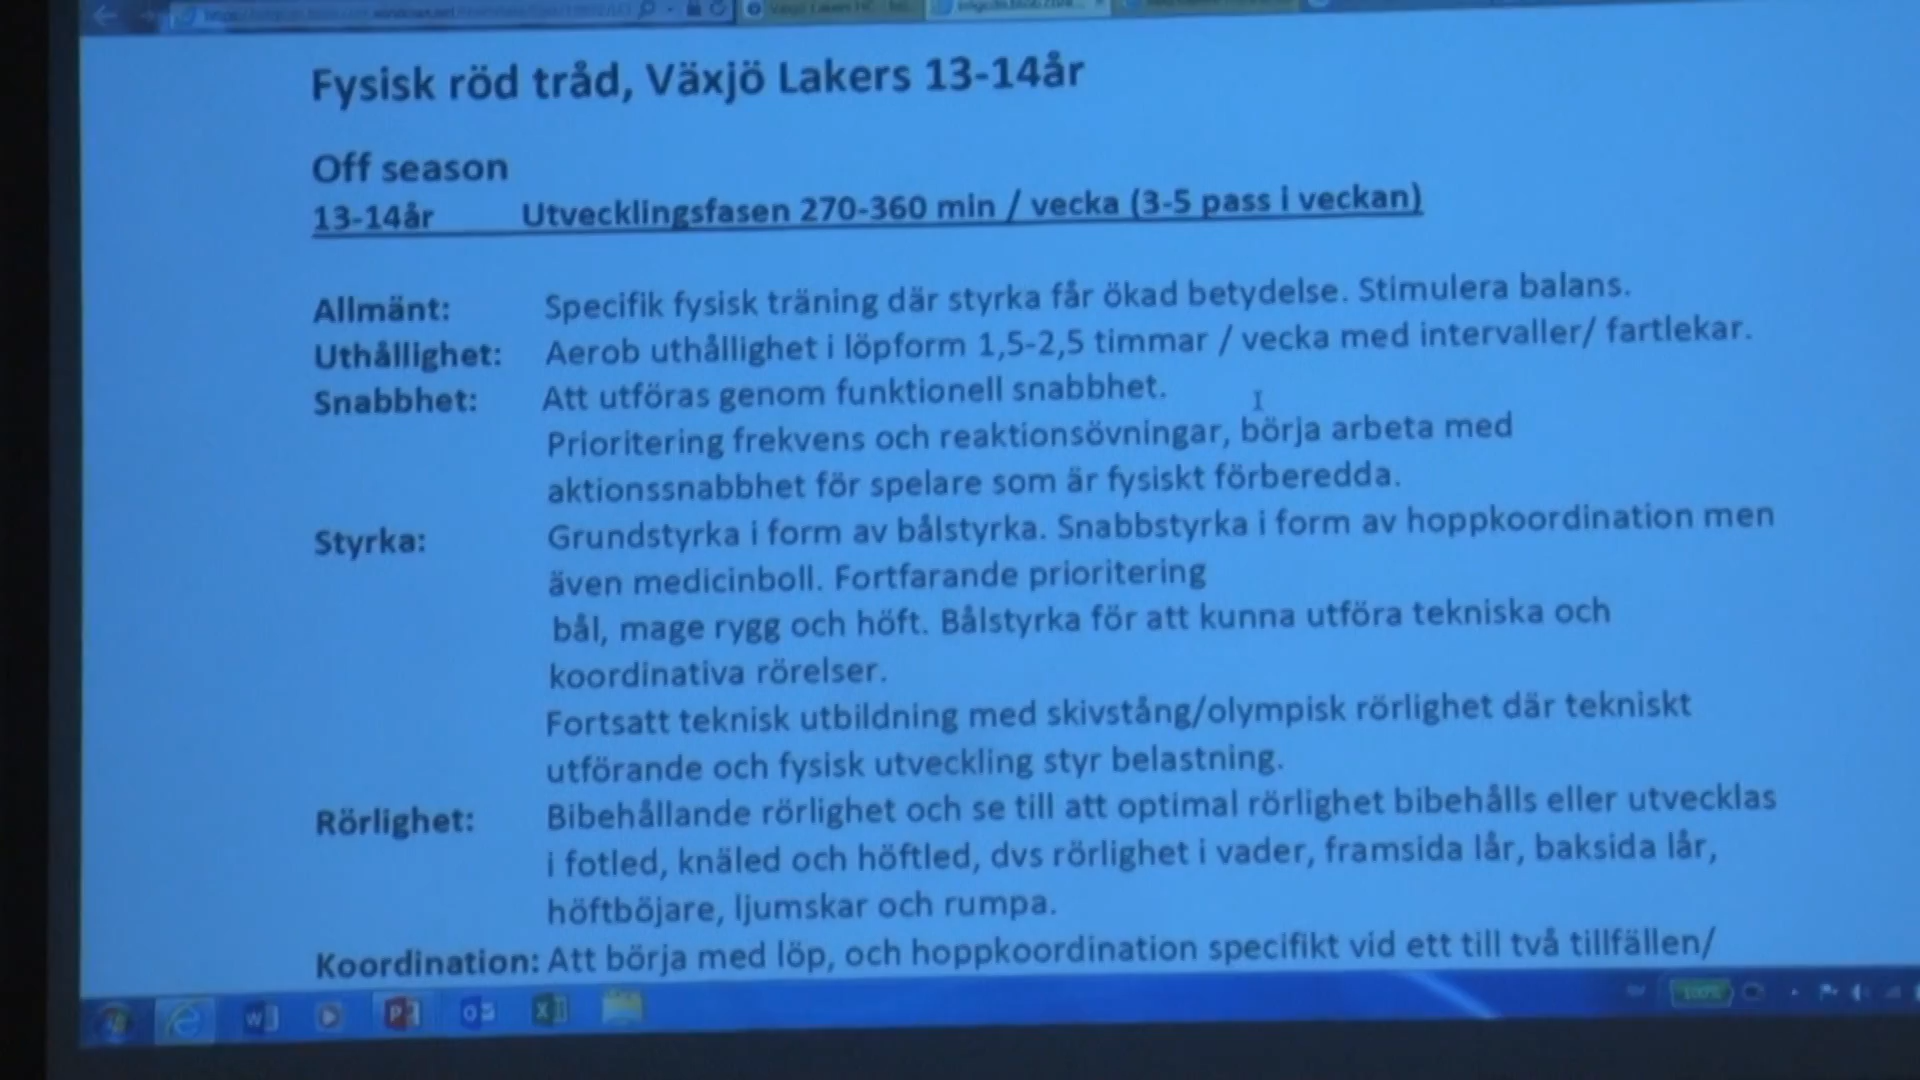 Fysisk röd tråd, Växjö Lakers 13-14år
Off season
13-14år Utvecklingsfasen 270-360 min / vecka (3-5 pass i veckan)
Allmänt: Specifik fysisk träning där styrka får ökad betydelse. Stimulera balans.
Uthållighet: Aerob uthållighet i löpform 1,5-2,5 timmar / vecka med intervaller/ fartlekar.
Snabbhet: Att utföras genom funktionell snabbhet.
Prioritering frekvens och reaktionsövningar, börja arbeta med
aktionssnabbhet för spelare som är fysiskt förberedda.
Styrka: Grundstyrka i form av bålstyrka. Snabbstyrka i form av hoppkoordination men
även medicinboll. Fortfarande prioritering
bål, mage rygg och höft. Bålstyrka för att kunna utföra tekniska och
koordinativa rörelser.
Fortsatt teknisk utbildning med skivstång/olympisk rörlighet där tekniskt
utförande och fysisk utveckling styr belastning.
Rörlighet: Bibehållande rörlighet och se till att optimal rörlighet bibehålls eller utvecklas
i fotled, knäled och höftled, dvs rörlighet i vader, framsida lår, baksida lår,
höftböjare, ljumskar och rumpa.
Koordination: Att börja med löp, och hoppkoordination specifikt vid ett till två tillfällen/
100%